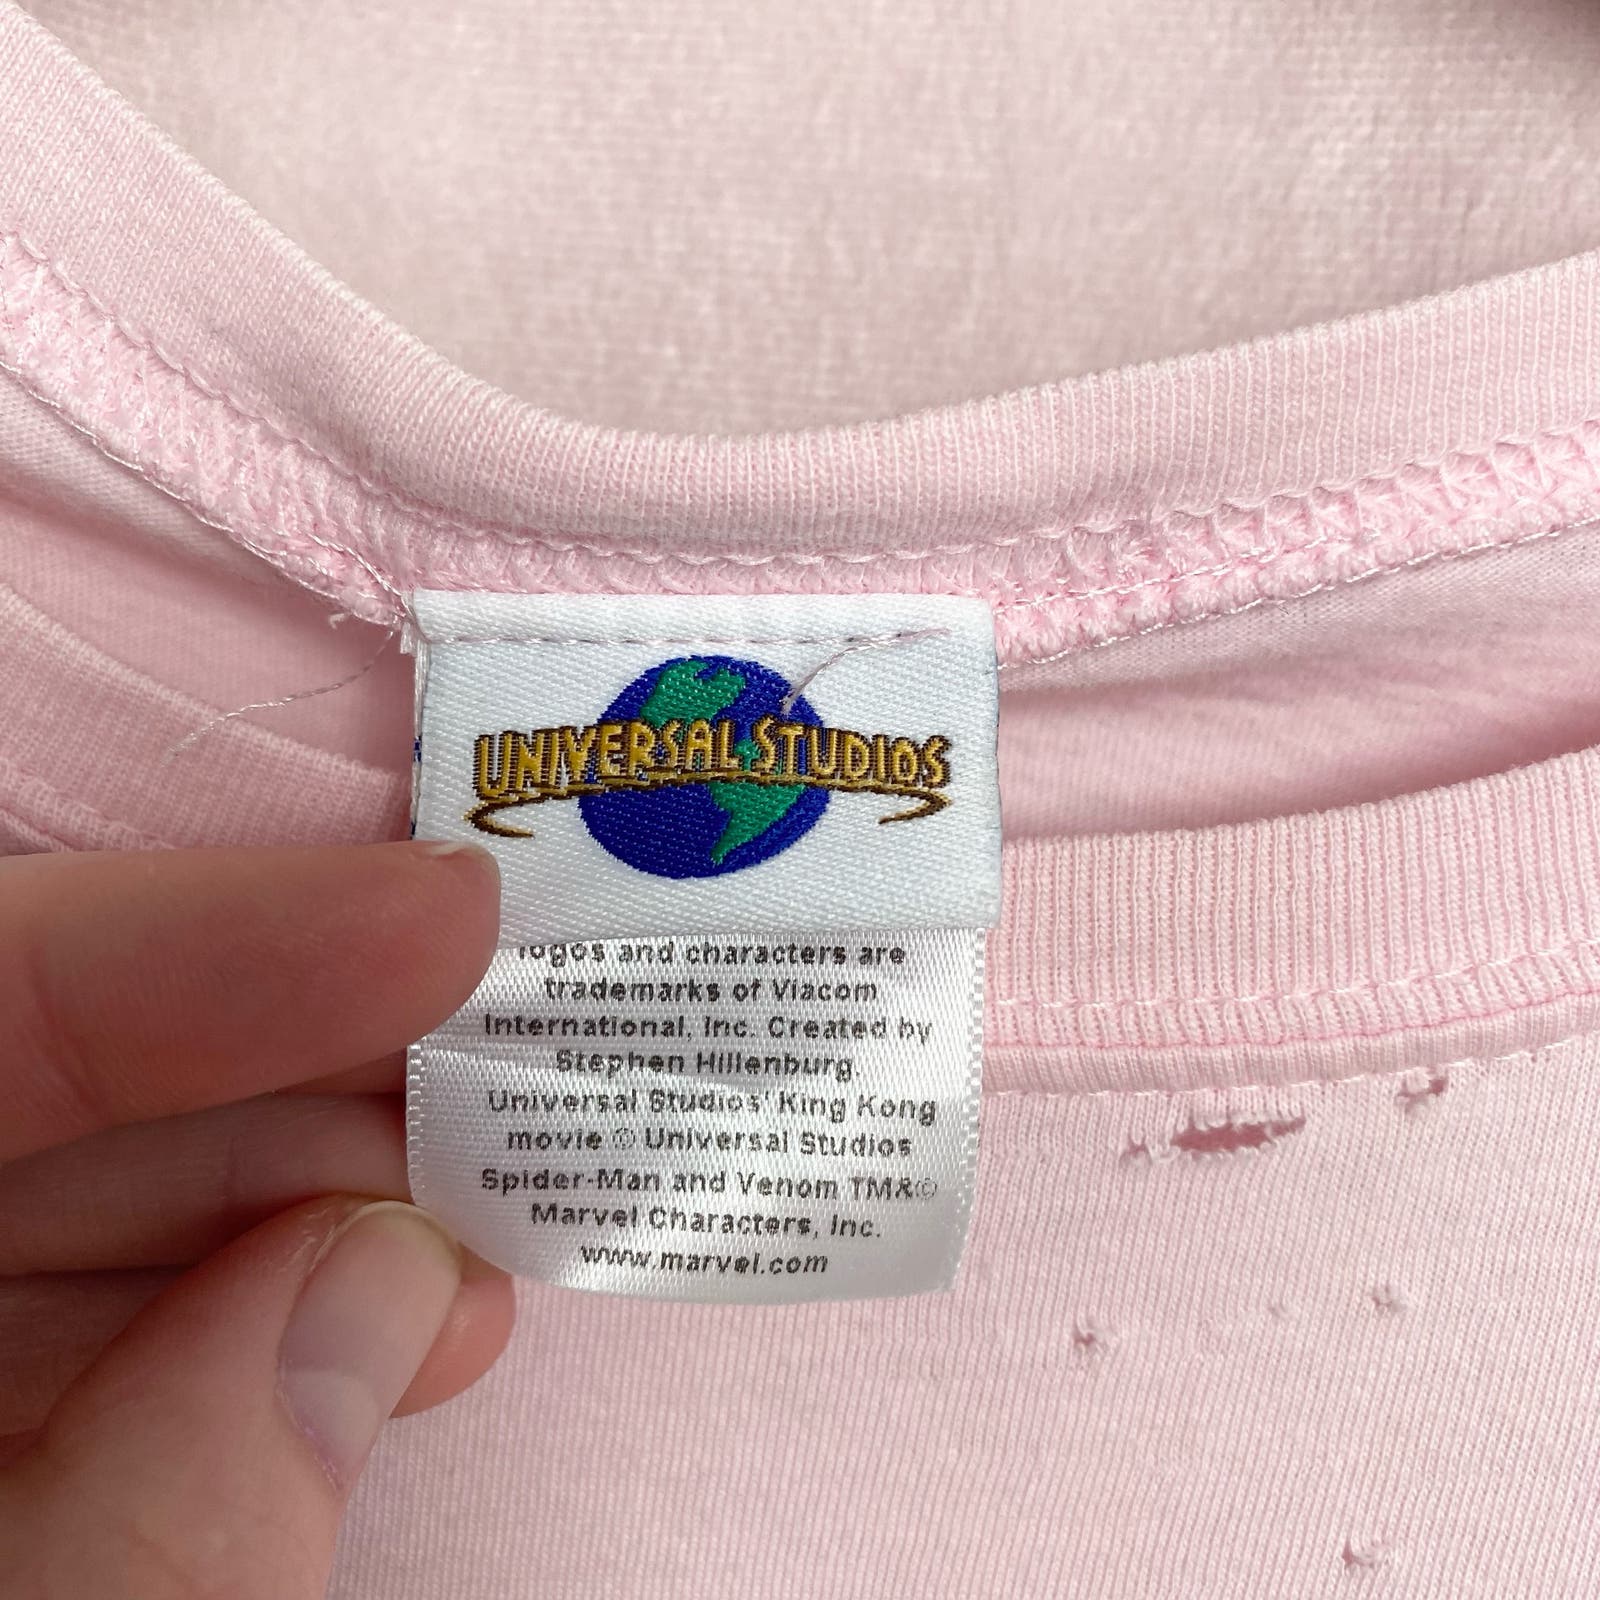 UNIVERSAL STUDIOS
logos and characters are
trademarks of Viacom
International, Inc. Created by
Stephen Hillenburg.
Universal Studios' King Kong
movie © Universal Studios
Spider-Man and Venom TM&©
Marvel Characters, Inc.
www.marvel.com